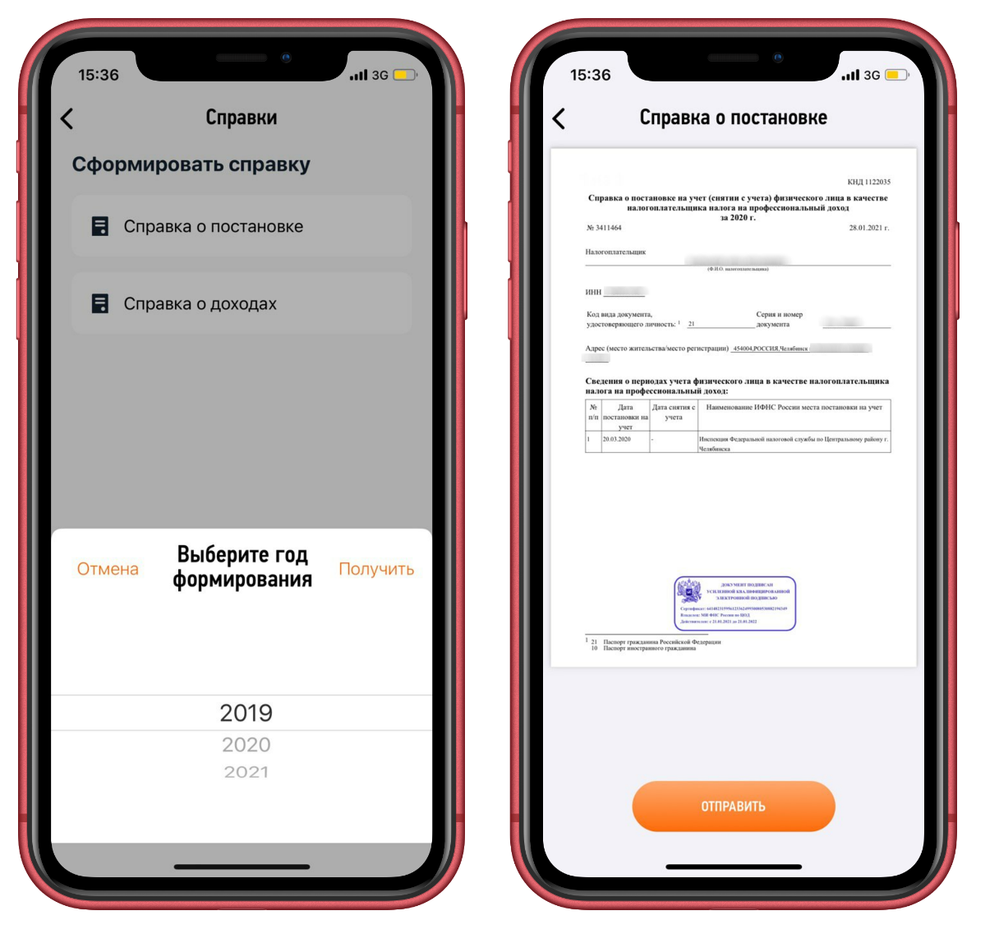 15:36
3G
Справки
Сформировать справку
Справка о постановке
Справка о доходах
Отмена
Выберите год
формирования
Получить
2019
2020
2021
15:36
3G
Справка о постановке
КНД 1122035
Справка о постановке на учет (снятии с учета) физического лица в качестве
налогоплательщика налога на профессиональный доход
за 2020 г.
№ 3411464
28.01.2021 г.
Налогоплательщик
(Ф.И.О. налогоплательщика)
ИНН
Код вида документа,
удостоверяющего личность: 1 21
Серия и номер
документа
Адрес (место жительства/место регистрации) 454004,РОССИЯ,Челябинск
Сведения о периодах учета физического лица в качестве налогоплательщика
налога на профессиональный доход:
№
п/п
Дата
постановки на
учет
Дата снятия с
учета
Наименование ИФНС России места постановки на учет
1
20.03.2020
-
Инспекция Федеральной налоговой службы по Центральному району г.
Челябинска
ДОКУМЕНТ ПОДПИСАН
УСИЛЕННОЙ КВАЛИФИЦИРОВАННОЙ
ЭЛЕКТРОННОЙ ПОДПИСЬЮ
Сертификат:
Владелец: МИ ФНС России по ЦОД
Действителен: с 21.01.2021 до 21.01.2022
1 21 Паспорт гражданина Российской Федерации
10 Паспорт иностранного гражданина
ОТПРАВИТЬ